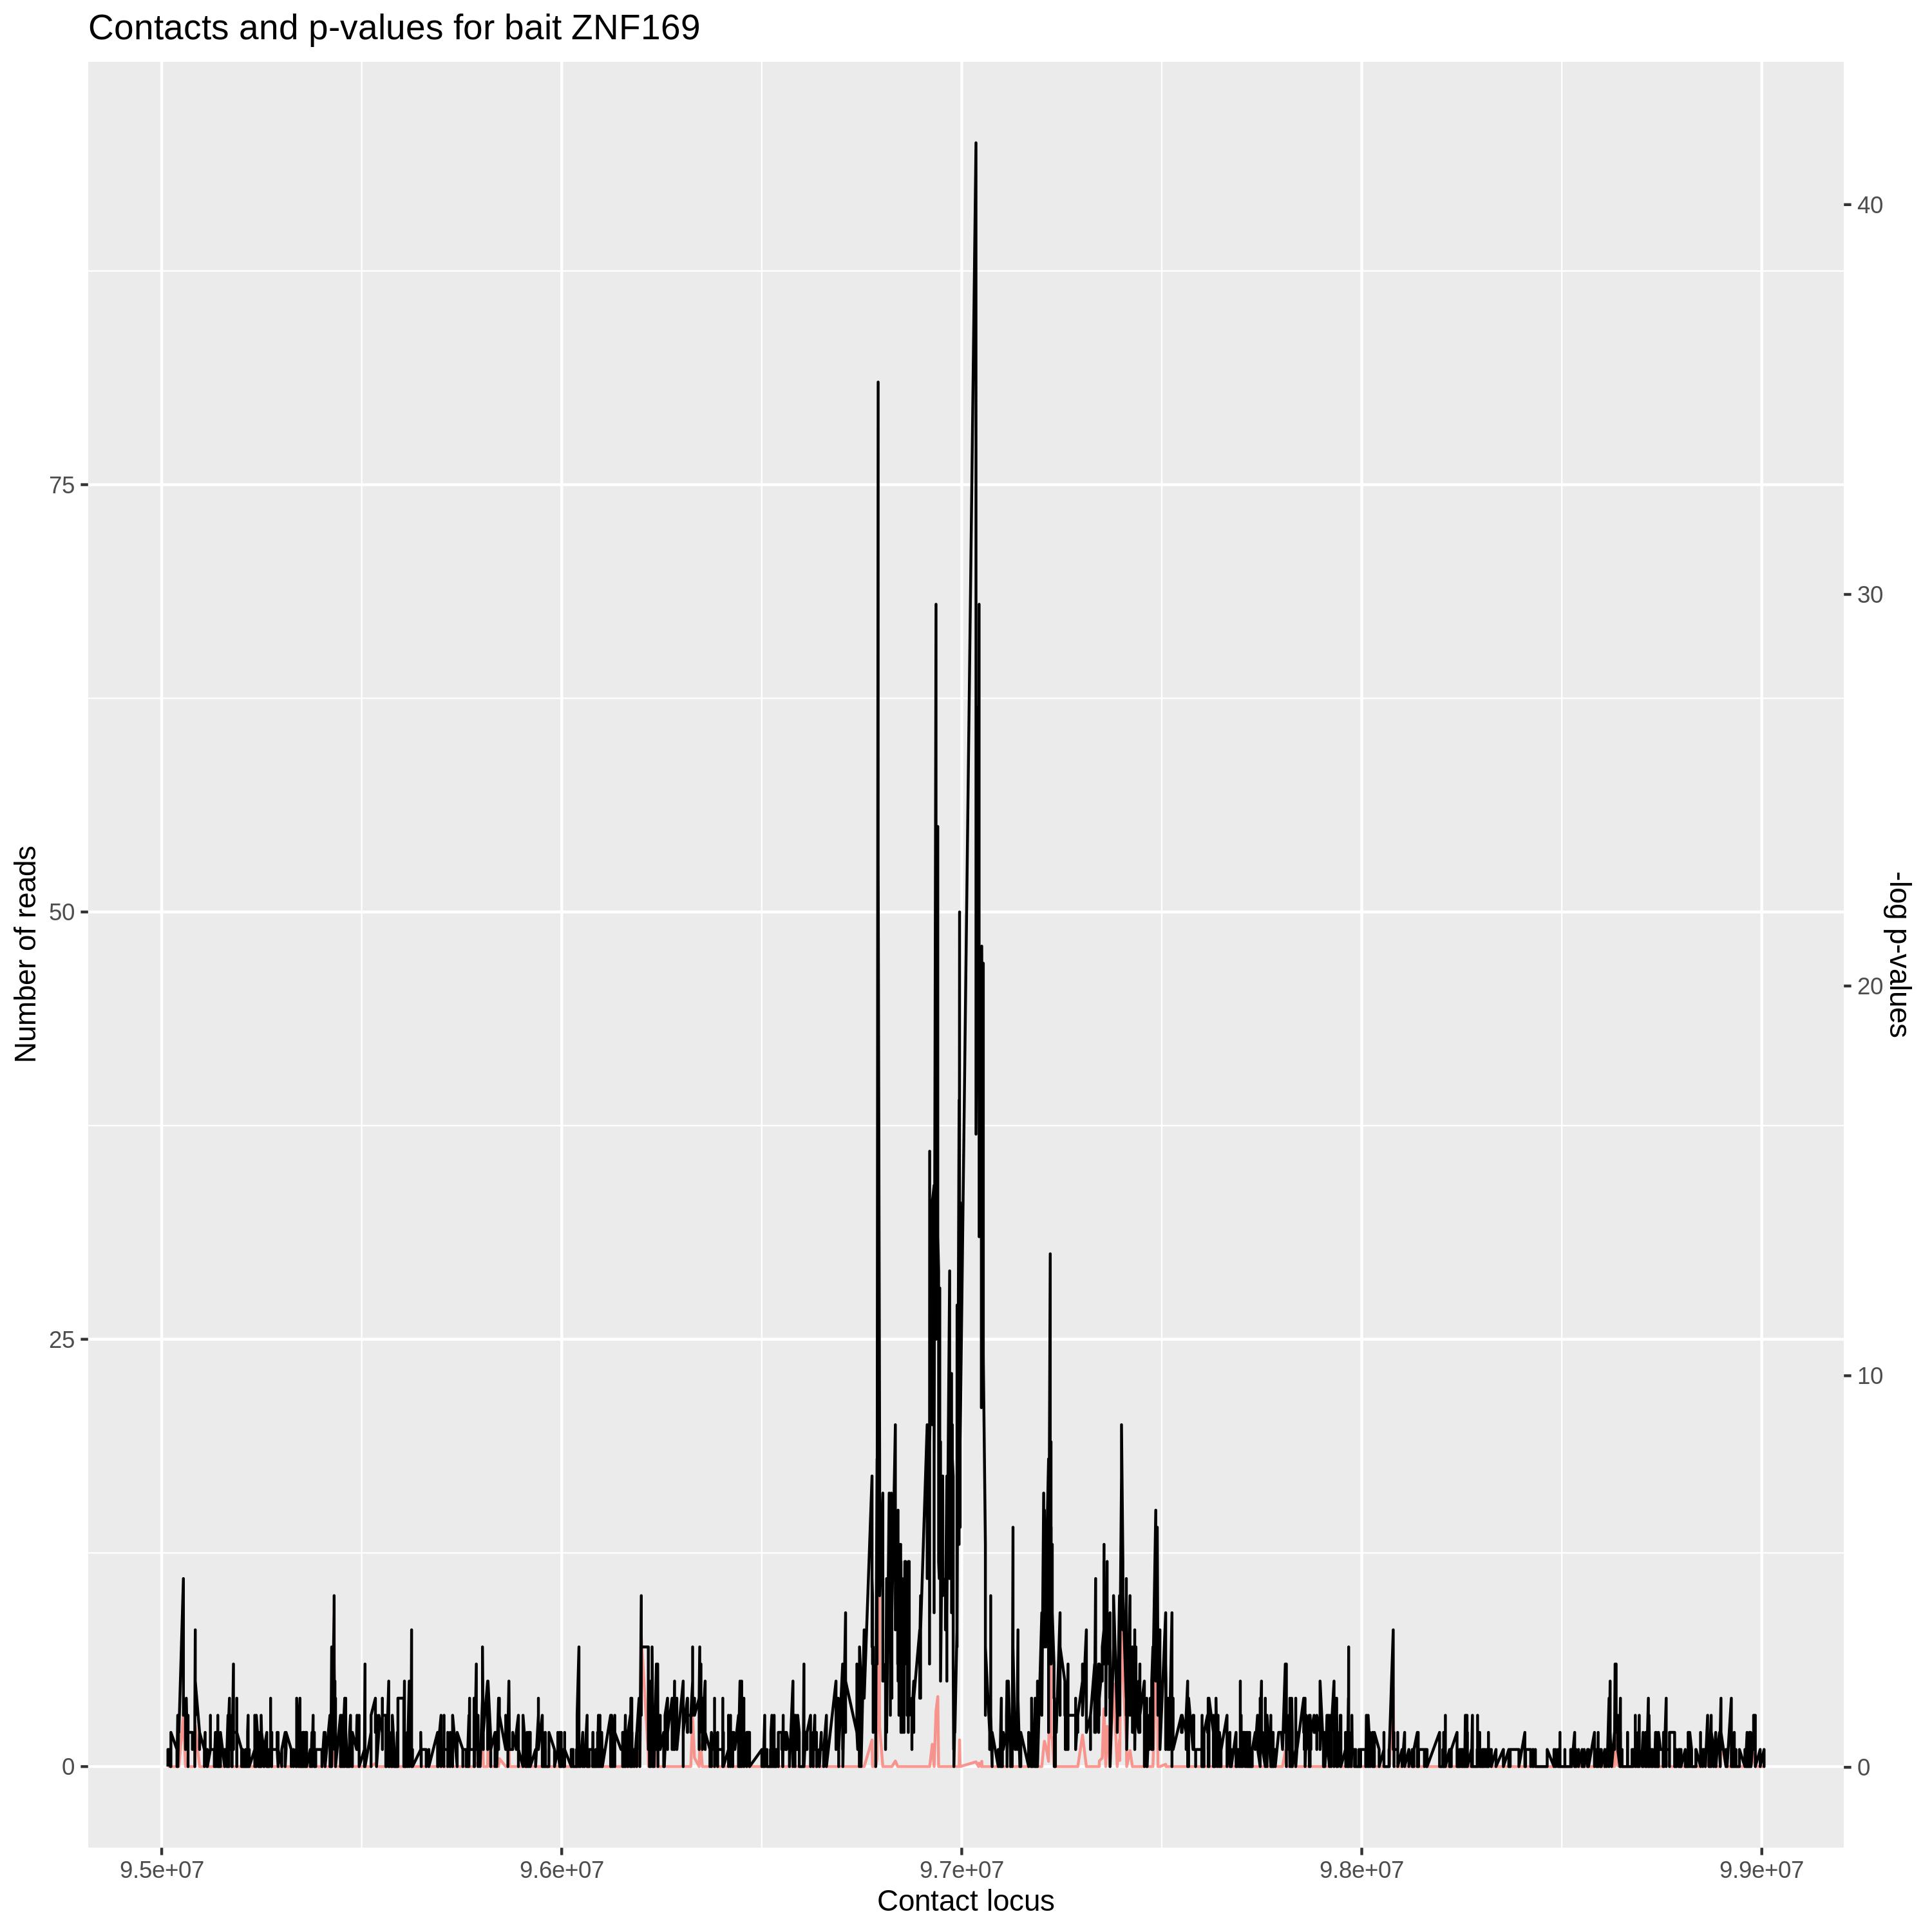 Contacts and p-values for bait ZNF169
40
75
30
Number of reads
50
-log p-values
20
25
10
0
0
9.5e+07
9.6e+07
9.7e+07
9.8e+07
9.9e+07
Contact locus